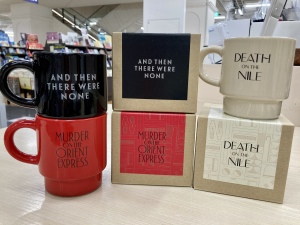 AND THEN
THERE WERE
NONE
AND THEN
THERE WERE
NONE
DEATH
ON THE
NILE
MURDER
ON THE
ORIENT
EXPRESS
MURDER
ON THE
ORIENT
EXPRESS
DEATH
ON THE
NILE